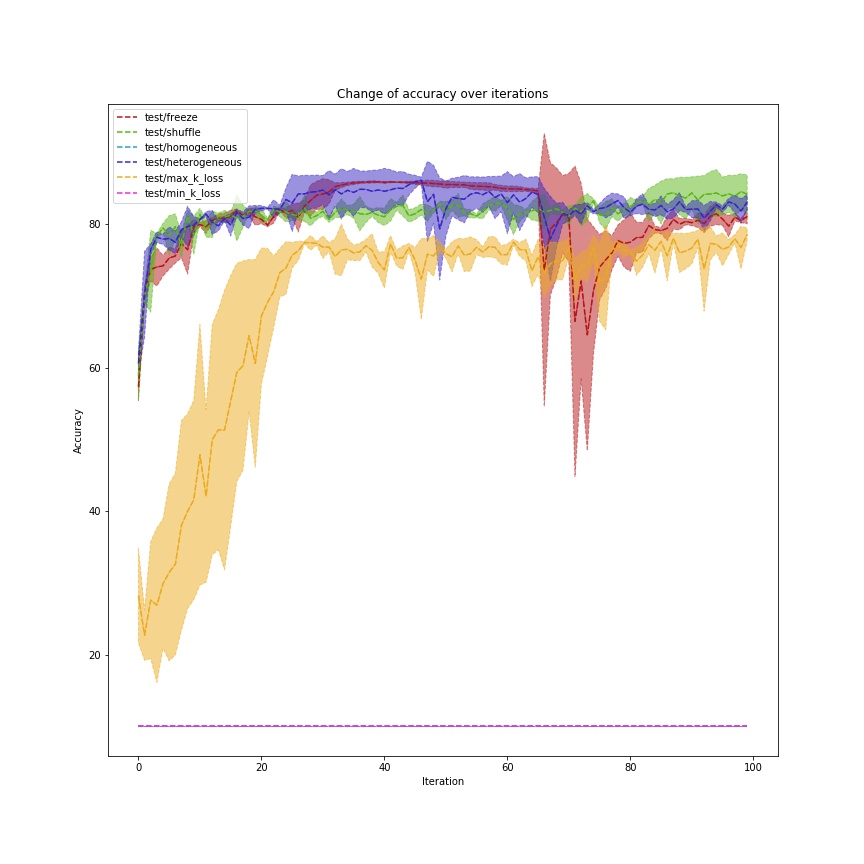 Change of accuracy over iterations
test/freeze
test/shuffle
test/homogeneous
test/heterogeneous
test/max_k_loss
test/min_k_loss
80
60
40
20
Accuracy
0 20 40 60 80 100
Iteration